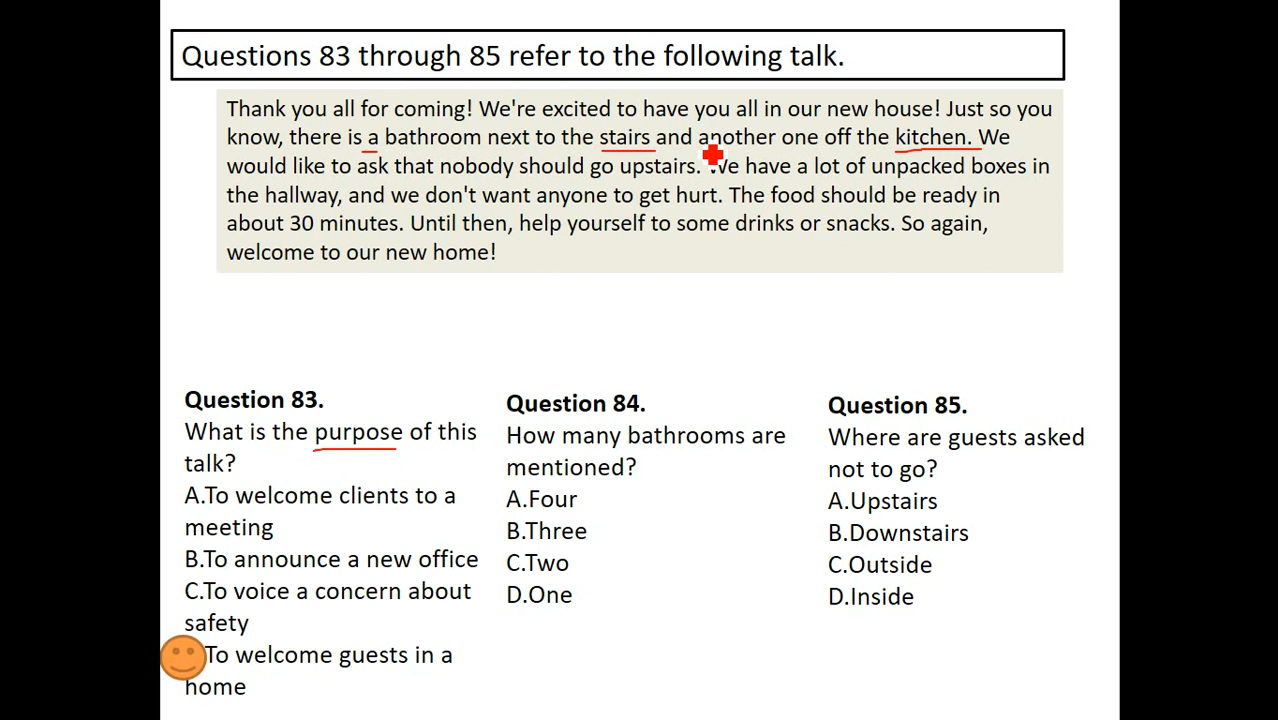 Questions 83 through 85 refer to the following talk.
Thank you all for coming! We're excited to have you all in our new house! Just so you
know, there is a bathroom next to the stairs and another one off the kitchen. We
would like to ask that nobody should go upstairs. We have a lot of unpacked boxes in
the hallway, and we don't want anyone to get hurt. The food should be ready in
about 30 minutes. Until then, help yourself to some drinks or snacks. So again,
welcome to our new home!
Question 83.
What is the purpose of this
talk?
A.To welcome clients to a
meeting
B.To announce a new office
C.To voice a concern about
safety
To welcome guests in a
home
Question 84.
How many bathrooms are
mentioned?
A.Four
B.Three
C.Two
D.One
Question 85.
Where are guests asked
not to go?
A.Upstairs
B.Downstairs
C.Outside
D.Inside